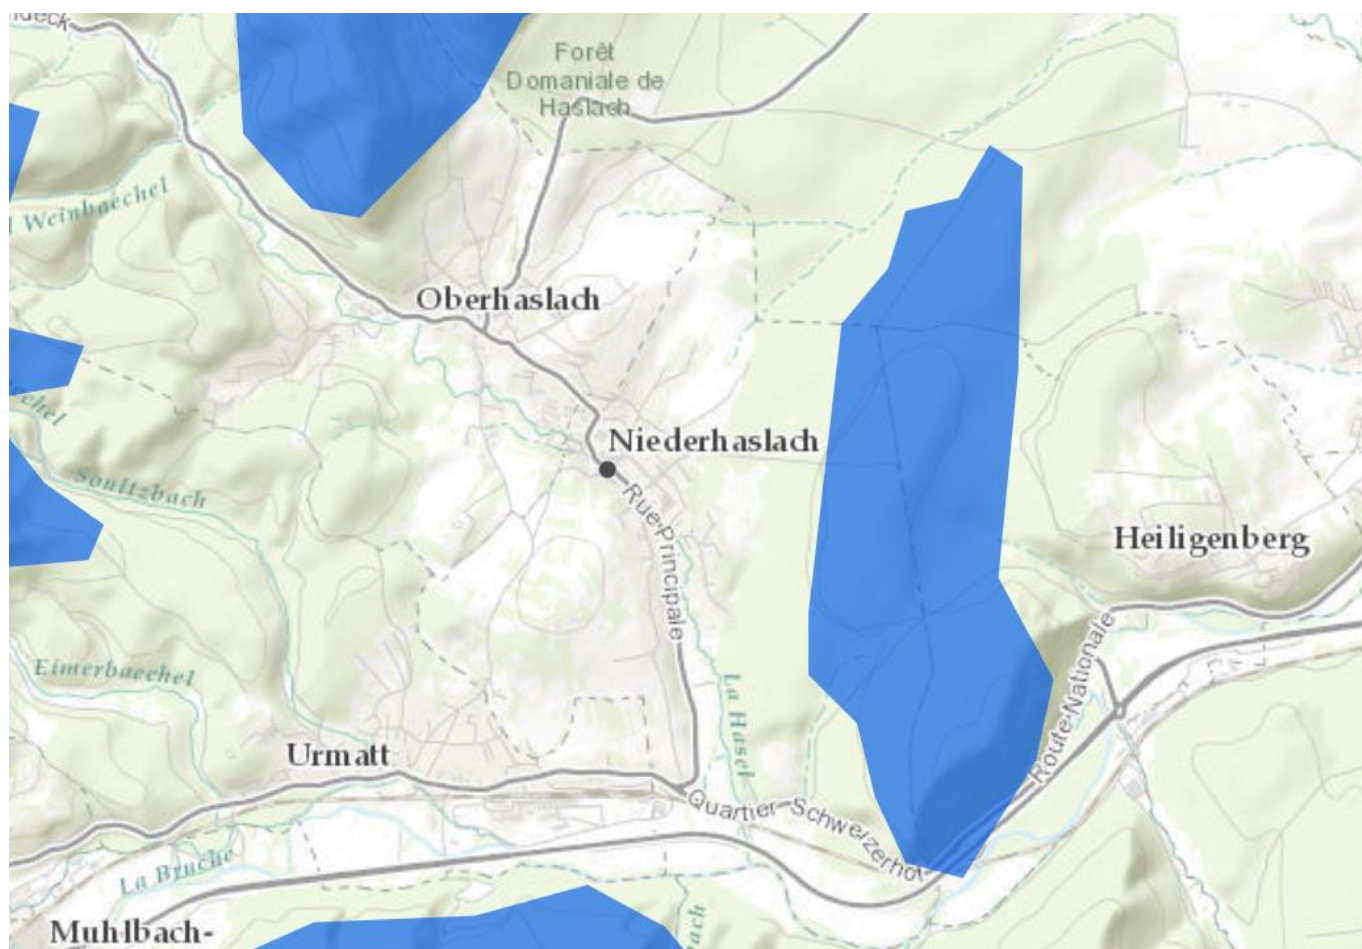 Forêt
Domaniale de
Haslach
Weinbaechel
Oberhaslach
Niederhaslach
Soultzbach
Rue Principale
Heiligenberg
Eimerbaechel
La Hasel
Route Nationale
Urmatt
Quartier Schwerzerhof
La Bruche
Muhlbach-